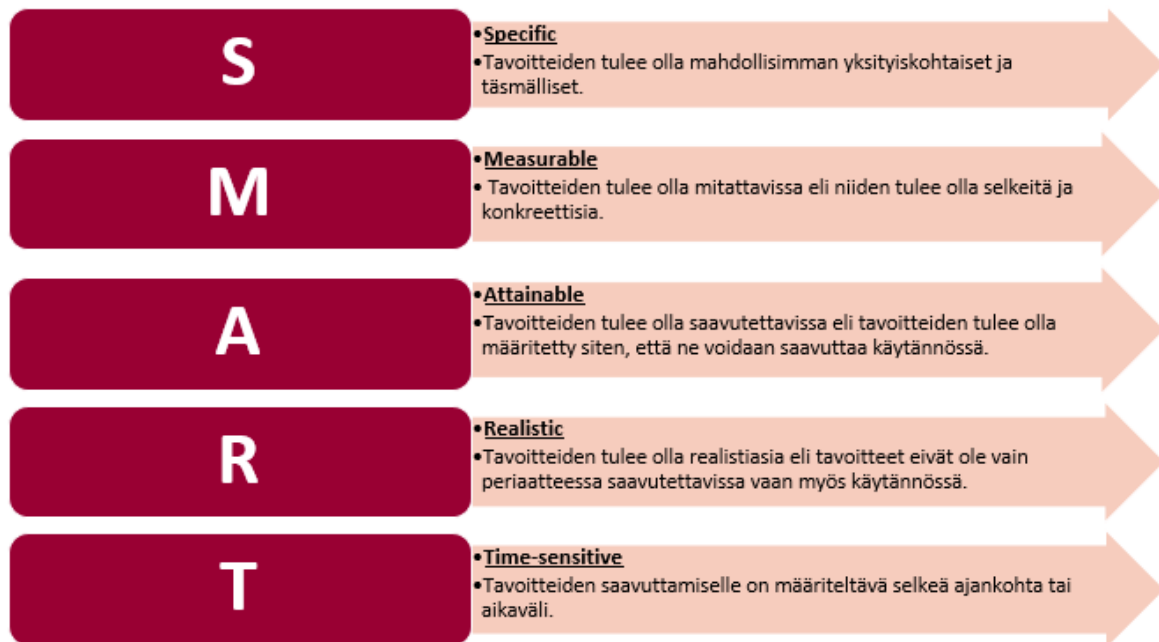 S
•Specific
•Tavoitteiden tulee olla mahdollisimman yksityiskohtaiset ja
täsmälliset.
M
•Measurable
• Tavoitteiden tulee olla mitattavissa eli niiden tulee olla selkeitä ja
konkreettisia.
A
•Attainable
•Tavoitteiden tulee olla saavutettavissa eli tavoitteiden tulee olla
määritetty siten, että ne voidaan saavuttaa käytännössä.
R
•Realistic
•Tavoitteiden tulee olla realistiasia eli tavoitteet eivät ole vain
periaatteessa saavutettavissa vaan myös käytännössä.
T
•Time-sensitive
•Tavoitteiden saavuttamiselle on määriteltävä selkeä ajankohta tai
aikaväli.